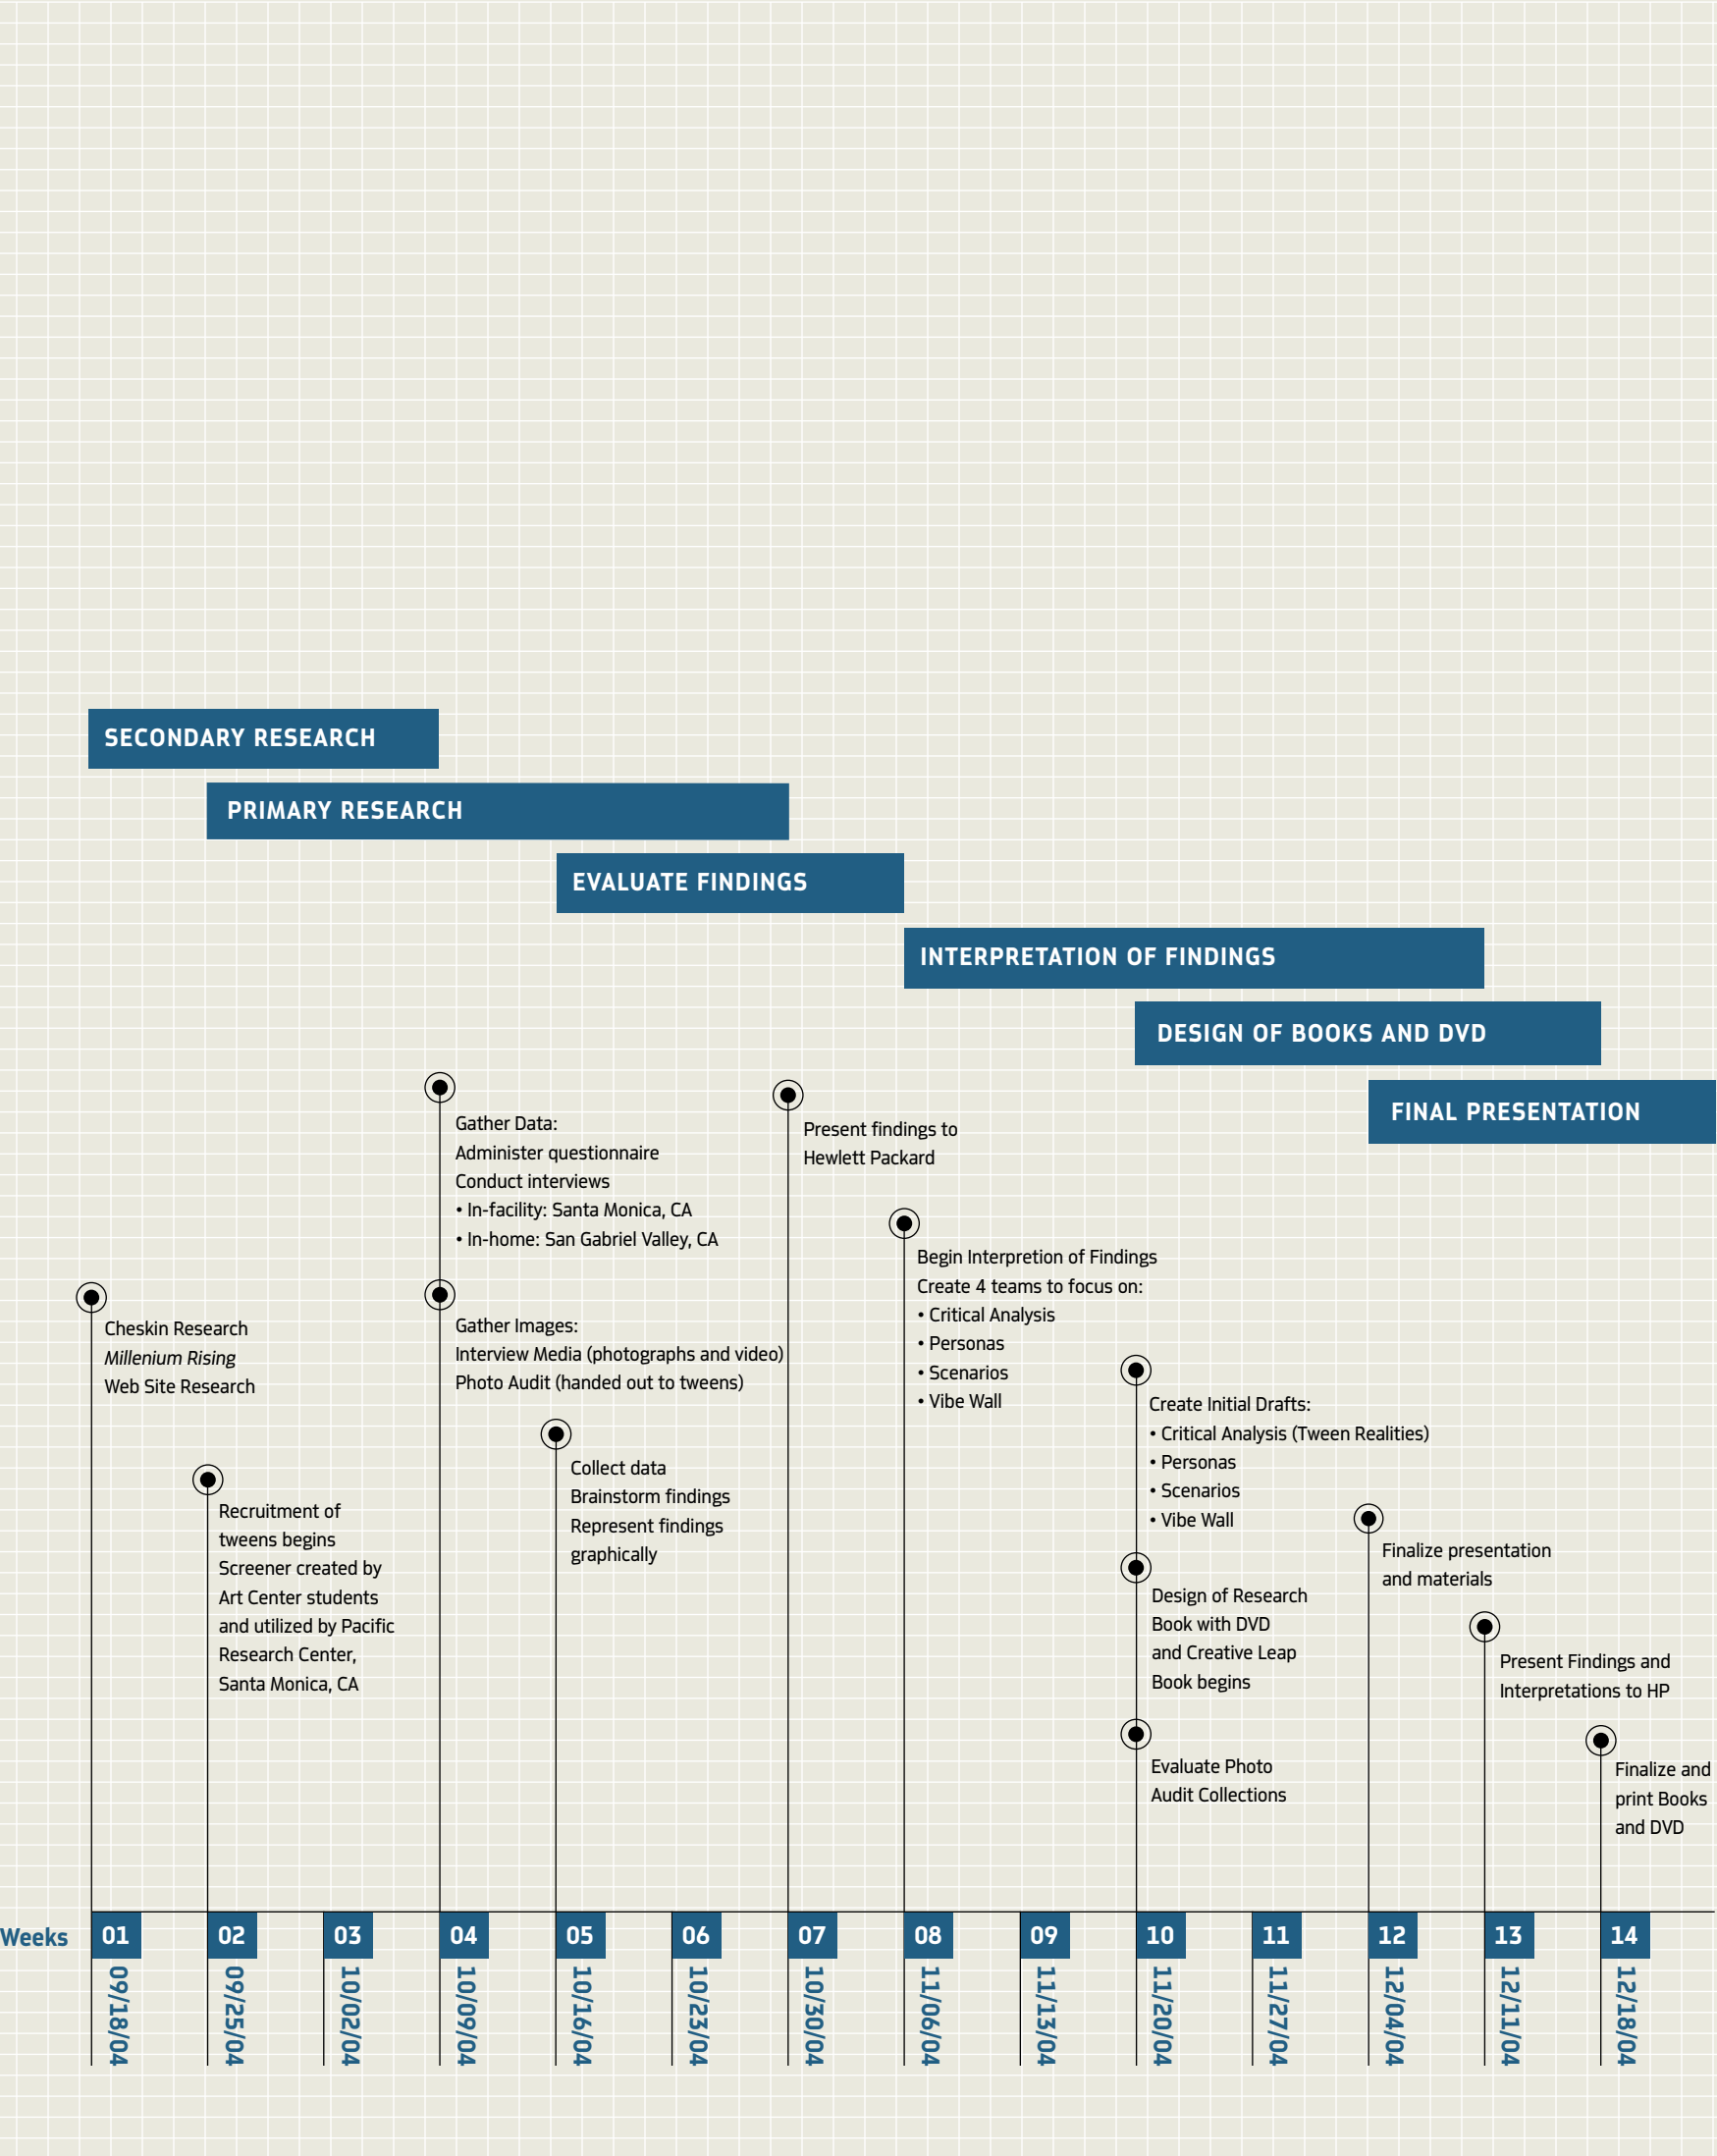 SECONDARY RESEARCH
PRIMARY RESEARCH
EVALUATE FINDINGS
INTERPRETATION OF FINDINGS
DESIGN OF BOOKS AND DVD
FINAL PRESENTATION
Cheskin Research
Millenium Rising
Web Site Research
Recruitment of
tweens begins
Screener created by
Art Center students
and utilized by Pacific
Research Center,
Santa Monica, CA
Gather Data:
Administer questionnaire
Conduct interviews
• In-facility: Santa Monica, CA
• In-home: San Gabriel Valley, CA
Gather Images:
Interview Media (photographs and video)
Photo Audit (handed out to tweens)
Collect data
Brainstorm findings
Represent findings
graphically
Present findings to
Hewlett Packard
Begin Interpretion of Findings
Create 4 teams to focus on:
• Critical Analysis
• Personas
• Scenarios
• Vibe Wall
Create Initial Drafts:
• Critical Analysis (Tween Realities)
• Personas
• Scenarios
• Vibe Wall
Design of Research
Book with DVD
and Creative Leap
Book begins
Evaluate Photo
Audit Collections
Finalize presentation
and materials
Present Findings and
Interpretations to HP
Finalize and
print Books
and DVD
Weeks 01 02 03 04 05 06 07 08 09 10 11 12 13 14
09/18/04
09/25/04
10/02/04
10/09/04
10/16/04
10/23/04
10/30/04
11/06/04
11/13/04
11/20/04
11/27/04
12/04/04
12/11/04
12/18/04